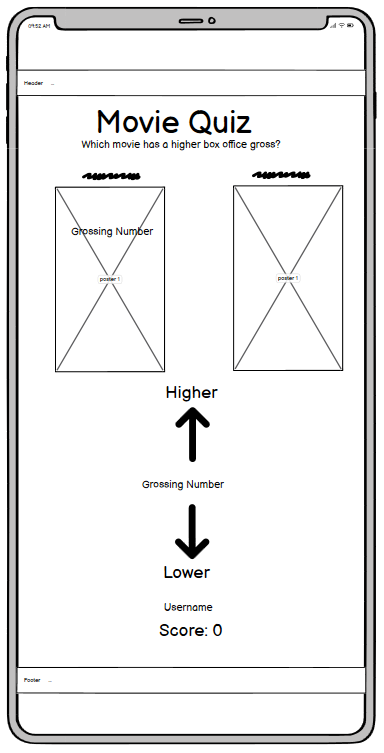 09:52 AM
Header ...
Movie Quiz
Which movie has a higher box office gross?
Grossing Number
poster 1
poster 1
Higher
Grossing Number
Lower
Username
Score: 0
Footer ...